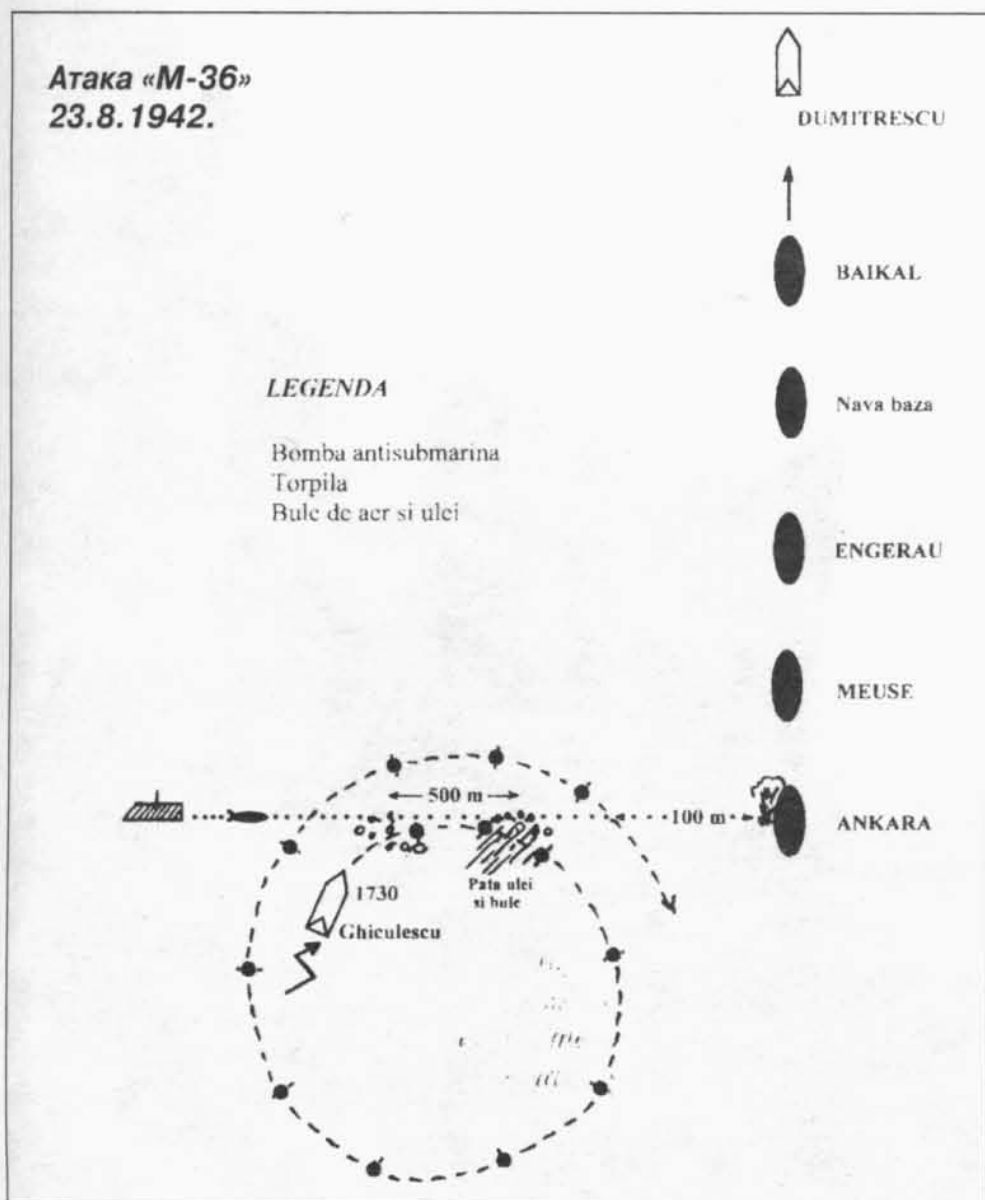 Атака «М-36»
23.8.1942.
DUMITRESCU
BAIKAL
LEGENDA
Nava baza
Bomba antisubmarina
Torpila
Bule de aer si ulei
ENGERAU
MEUSE
500 m
100 m
ANKARA
1730
Pata ulei
si bule
Ghiculescu